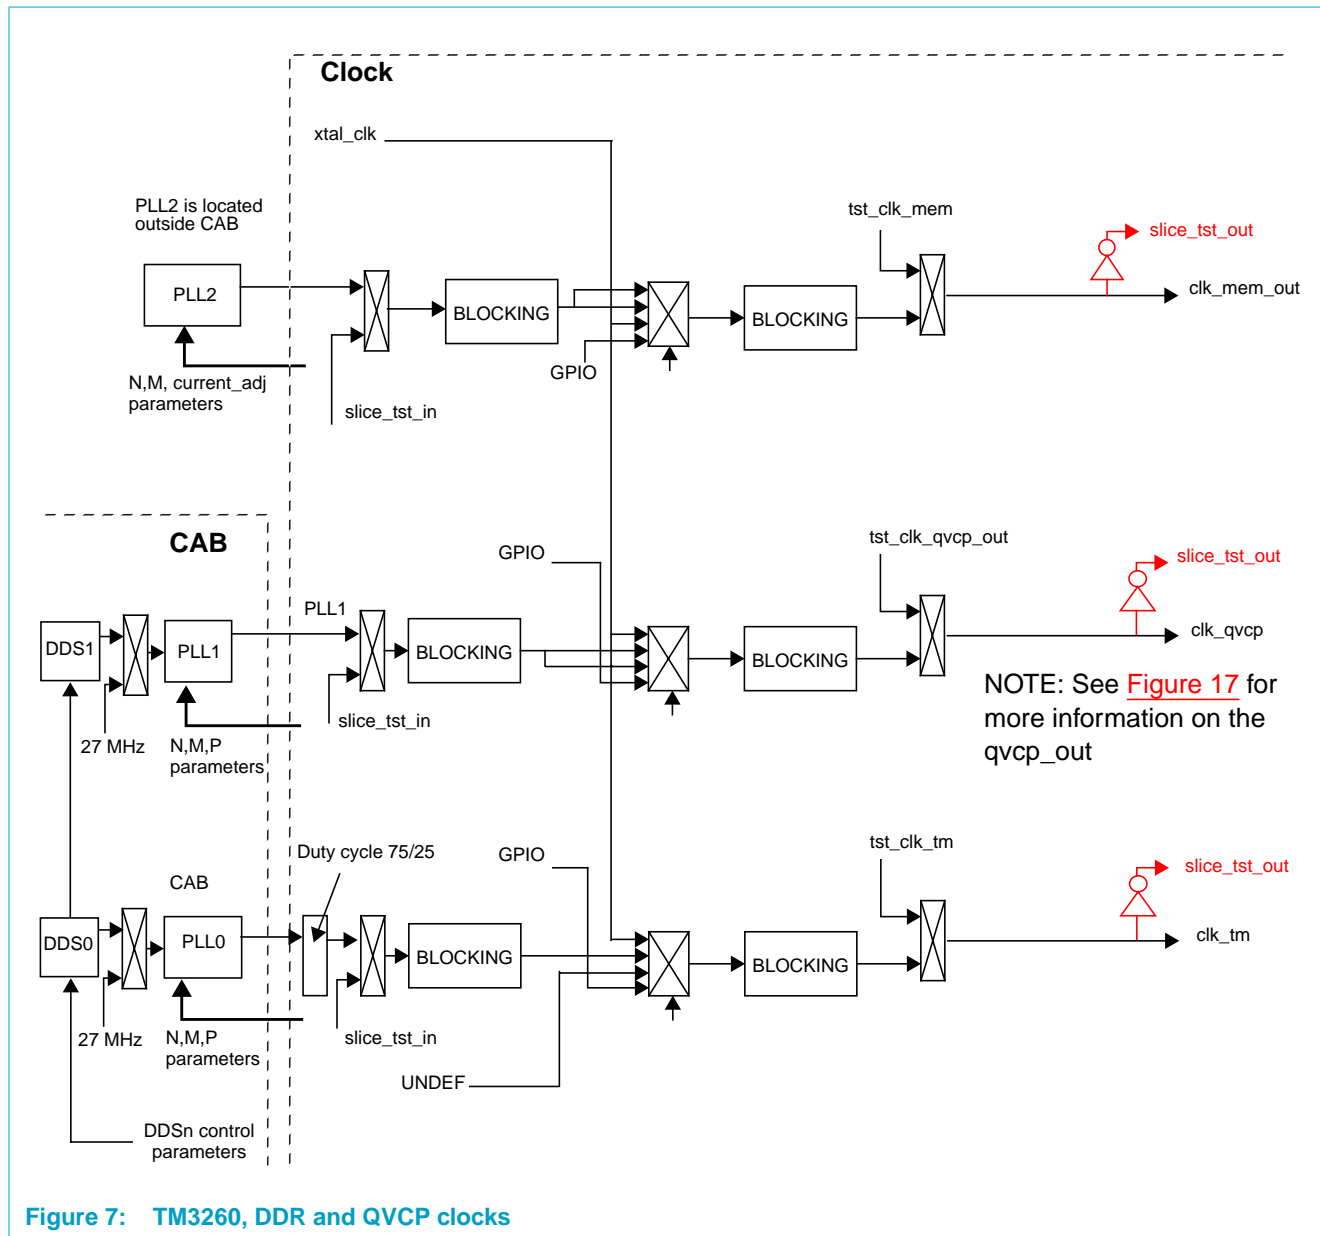 Clock
xtal_clk
PLL2 is located
outside CAB
tst_clk_mem
slice_tst_out
PLL2
BLOCKING
BLOCKING
clk_mem_out
GPIO
N,M, current_adj
parameters
slice_tst_in
CAB
GPIO
tst_clk_qvcp_out
slice_tst_out
PLL1
DDS1
PLL1
BLOCKING
BLOCKING
clk_qvcp
NOTE: See Figure 17 for
more information on the
qvcp_out
slice_tst_in
27 MHz
N,M,P
parameters
Duty cycle 75/25
GPIO
tst_clk_tm
slice_tst_out
CAB
DDS0
PLL0
BLOCKING
BLOCKING
clk_tm
27 MHz
N,M,P
parameters
slice_tst_in
UNDEF
DDSn control
parameters
Figure 7: TM3260, DDR and QVCP clocks